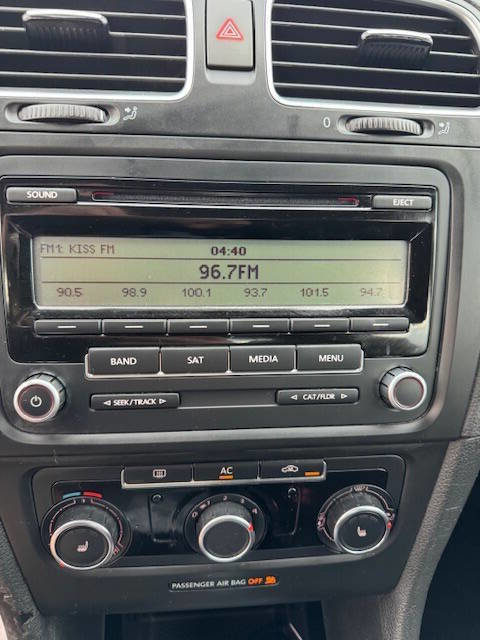 0
SOUND EJECT
FM1: KISS FM 04:40
96.7FM
90.5 98.9 100.1 93.7 101.5 94.7
BAND SAT MEDIA MENU
SEEK/TRACK CAT/FLDR
AC
PASSENGER AIR BAG OFF